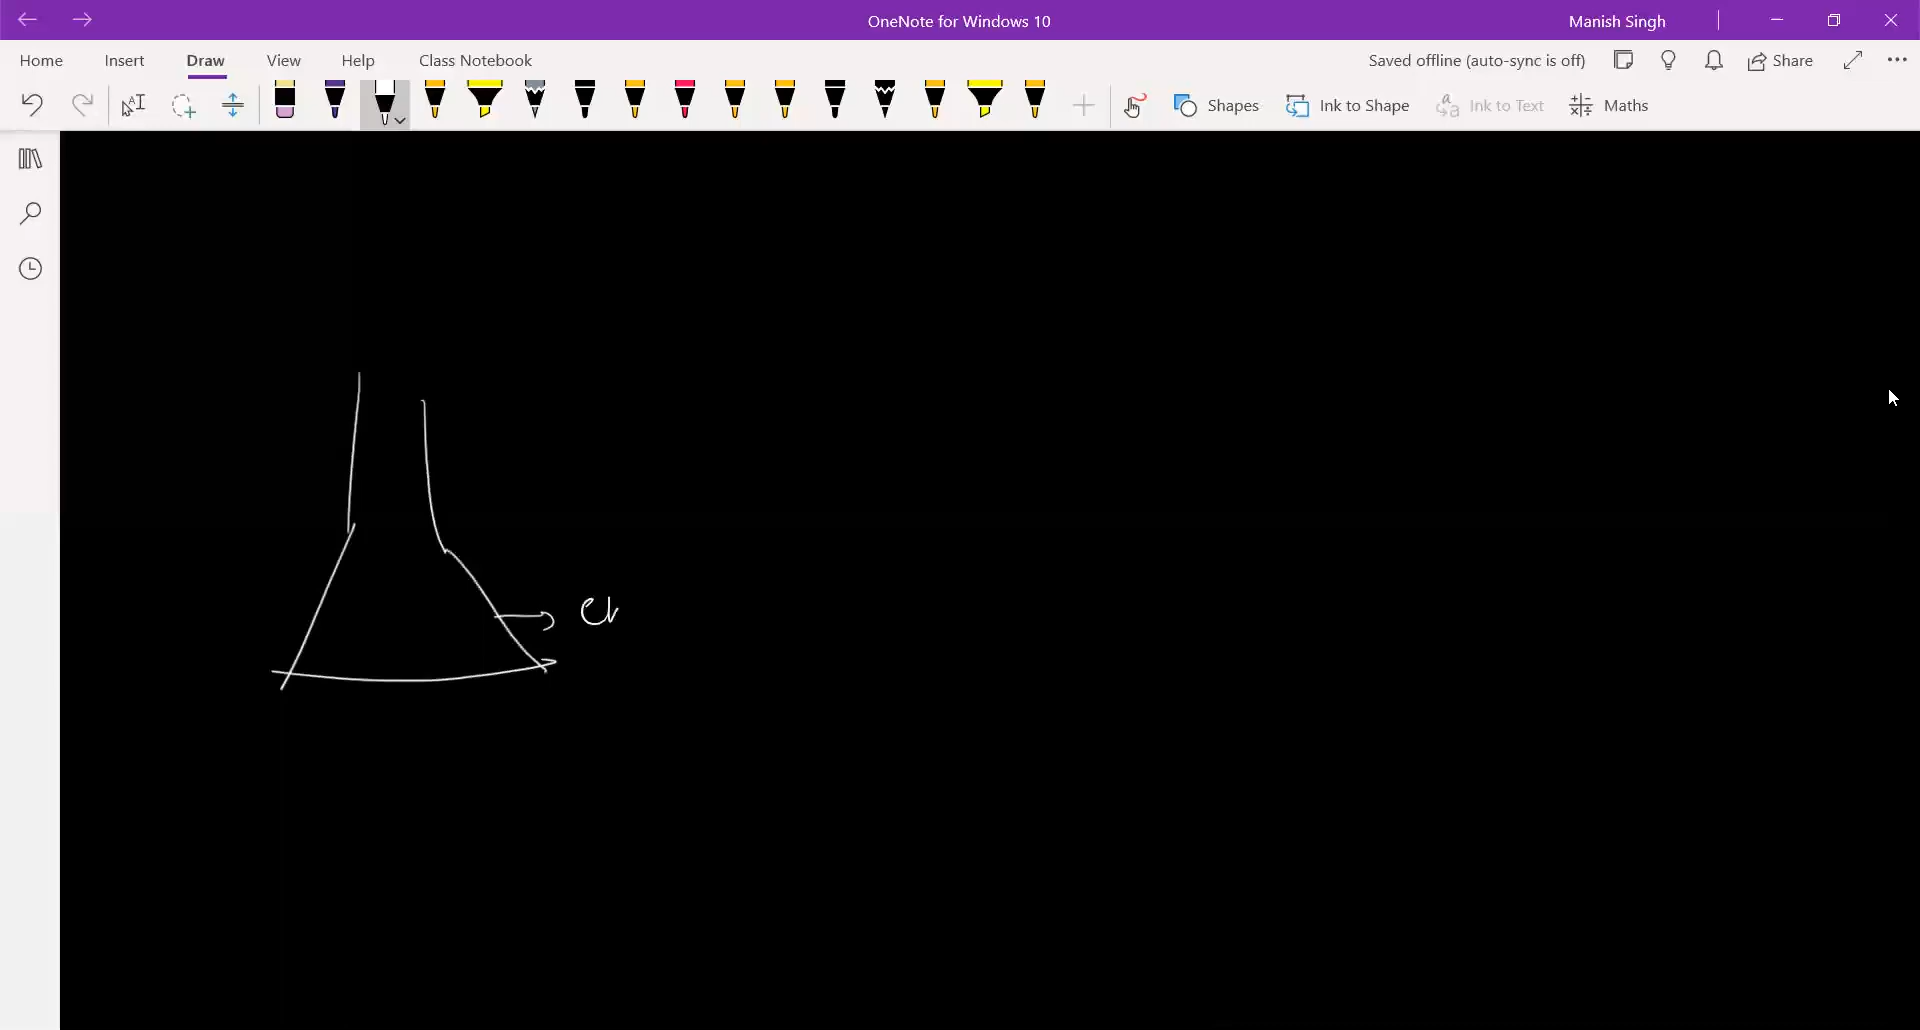 OneNote for Windows 10
Manish Singh
Home Insert Draw View Help Class Notebook
Saved offline (auto-sync is off) Share
Shapes Ink to Shape Ink to Text Maths